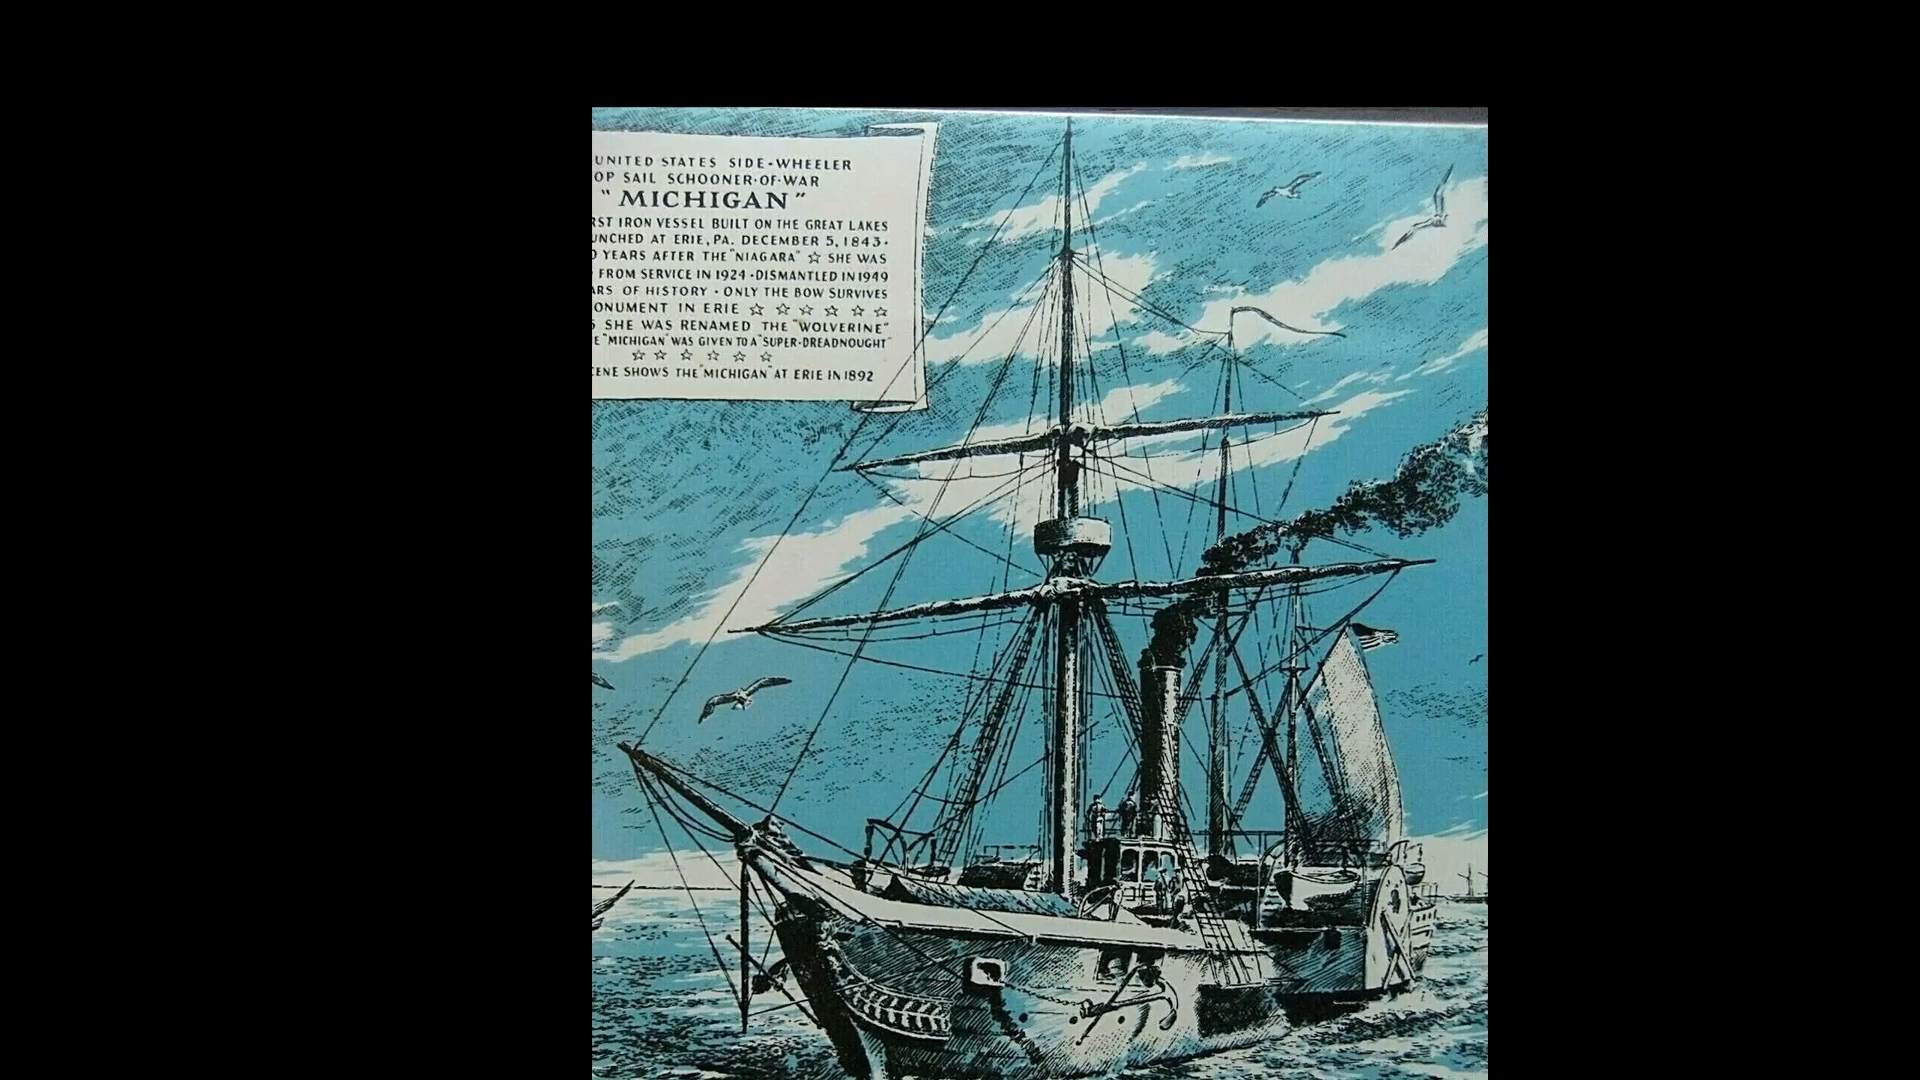 UNITED STATES SIDE-WHEELER
OP SAIL SCHOONER·OF·WAR
"MICHIGAN"
RST IRON VESSEL BUILT ON THE GREAT LAKES
UNCHED AT ERIE, PA. DECEMBER 5, 1843·
YEARS AFTER THE "NIAGARA" ☆ SHE WAS
FROM SERVICE IN 1924 · DISMANTLED IN 1949
ARS OF HISTORY · ONLY THE BOW SURVIVES
ONUMENT IN ERIE ☆ ☆ ☆ ☆ ☆ ☆
SHE WAS RENAMED THE "WOLVERINE"
E "MICHIGAN" WAS GIVEN TO A "SUPER-DREADNOUGHT"
☆ ☆ ☆ ☆ ☆ ☆
CENE SHOWS THE "MICHIGAN" AT ERIE IN 1892